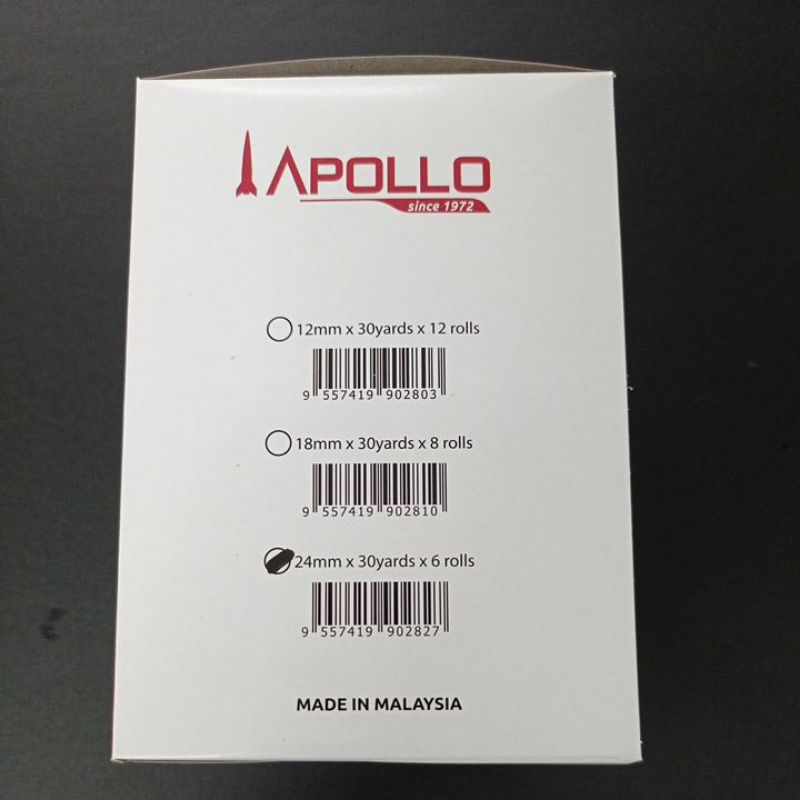 APOLLO
since 1972
12mm x 30yards x 12 rolls
9 557419 902803
18mm x 30yards x 8 rolls
9 557419 902810
24mm x 30yards x 6 rolls
9 557419 902827
MADE IN MALAYSIA